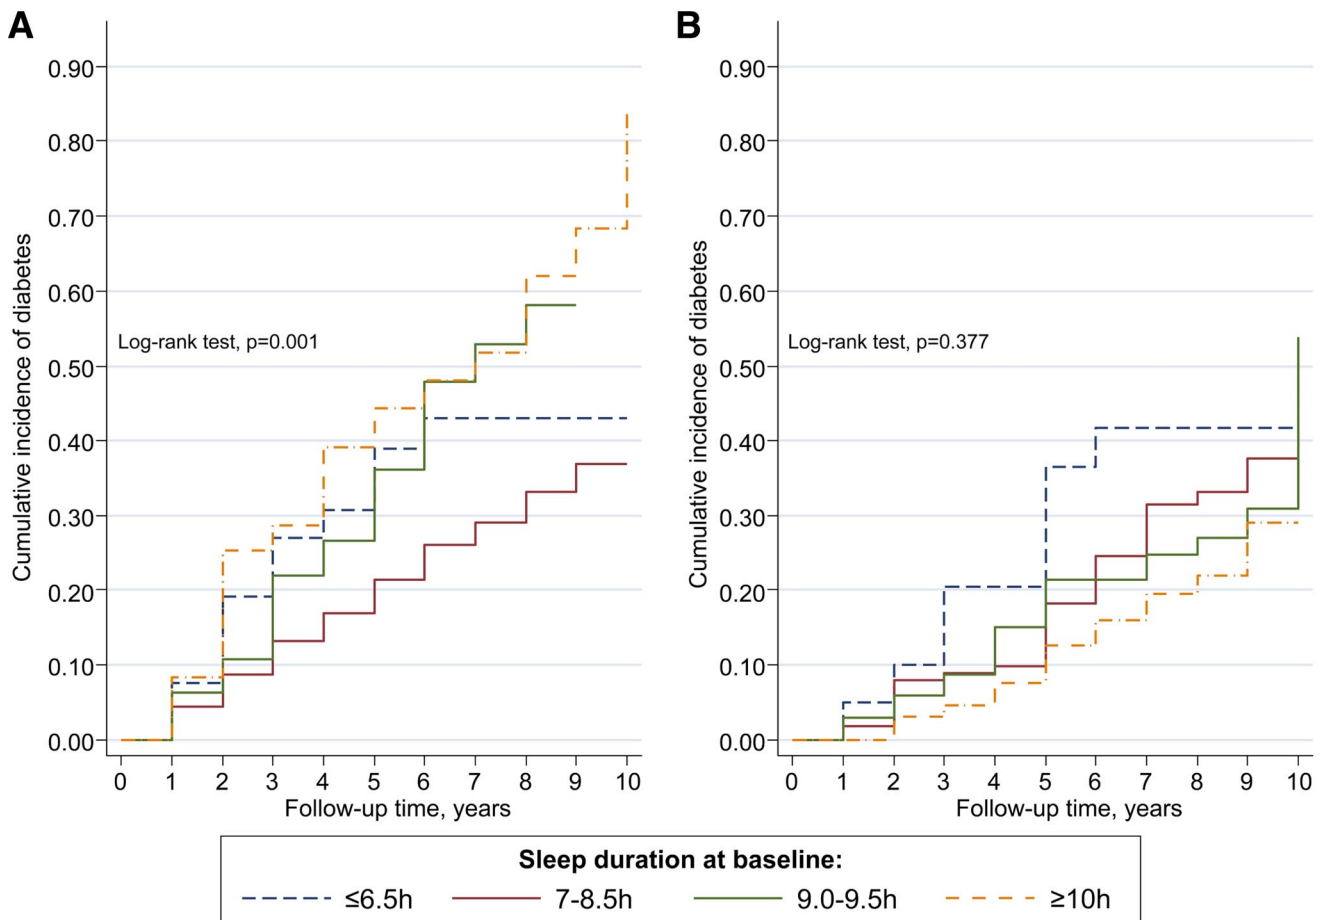 A
Cumulative incidence of diabetes
0.90
0.80
0.70
0.60
0.50
0.40
0.30
0.20
0.10
0.00
Log-rank test, p=0.001
0 1 2 3 4 5 6 7 8 9 10
Follow-up time, years
B
Cumulative incidence of diabetes
0.90
0.80
0.70
0.60
0.50
0.40
0.30
0.20
0.10
0.00
Log-rank test, p=0.377
0 1 2 3 4 5 6 7 8 9 10
Follow-up time, years
Sleep duration at baseline:
≤6.5h 7-8.5h 9.0-9.5h ≥10h